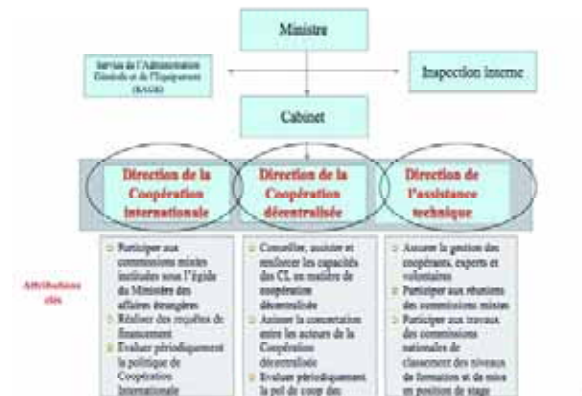 Ministre
Service de l'Administration
Générale et de l'Equipement
(SAGE)
Inspection interne
Cabinet
Direction de la
Coopération
internationale
Direction de la
Coopération
décentralisée
Direction de
l'assistance
technique
Attributions
clés
Participer aux
commissions mixtes
instituées sous l'égide
du Ministère des
affaires étrangères
Réaliser des requêtes de
financement
Evaluer périodiquement
la politique de
Coopération
Internationale
Conseiller, assister et
renforcer les capacités
des CL en matière de
coopération
décentralisée
Animer la concertation
entre les acteurs de la
Coopération
décentralisée
Evaluer périodiquement
la pol de coop des
Assurer la gestion des
coopérants, experts et
volontaires
Participer aux réunions
des commissions mixtes
Participer aux travaux
des commissions
nationales de
classement des niveaux
de formation et de mise
en position de stage